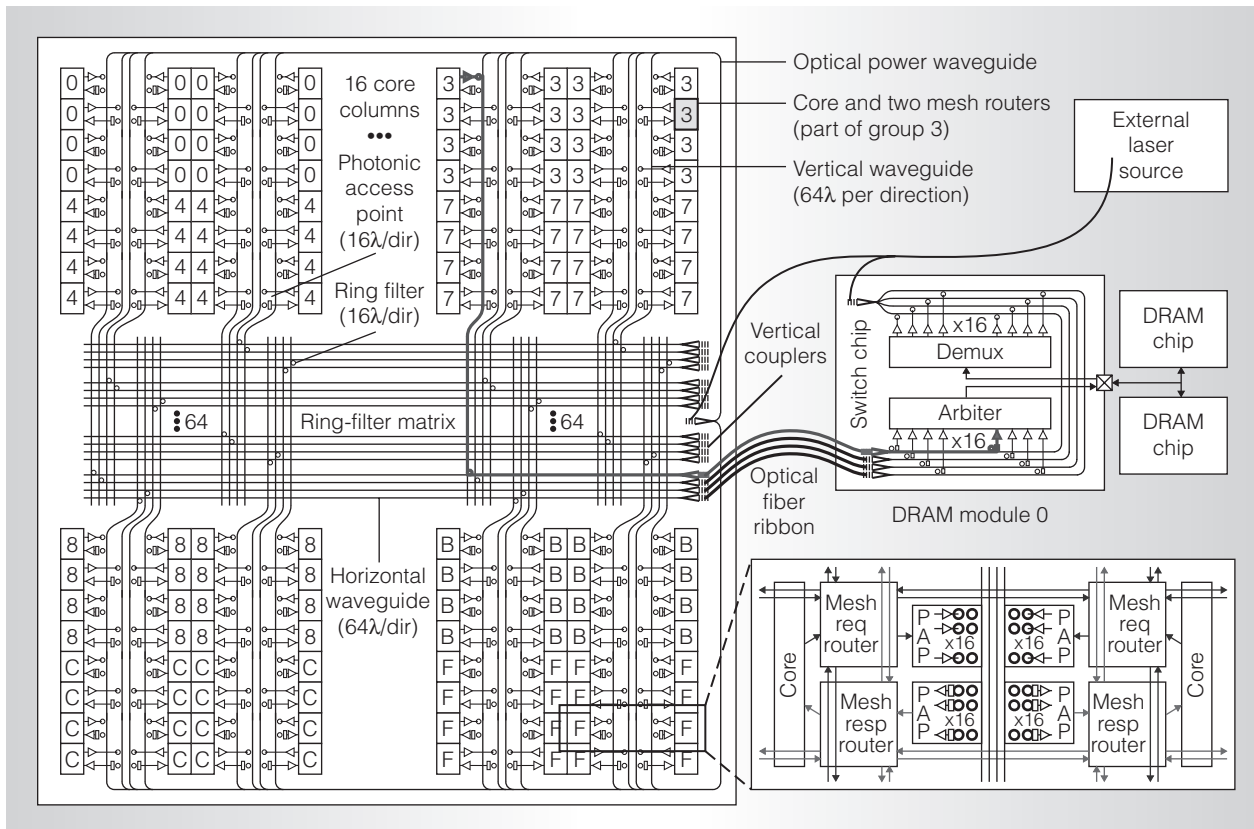 0 0 0 0 3 3 3 3
0 0 0 0 3 3 3 3
0 0 0 0 3 3 3 3
0 0 0 0 3 3 3 3
4 4 4 4 7 7 7 7
4 4 4 4 7 7 7 7
4 4 4 4 7 7 7 7
4 4 4 4 7 7 7 7
16 core
columns
•••
Photonic
access
point
(16λ/dir)
Ring filter
(16λ/dir)
Optical power waveguide
Core and two mesh routers
(part of group 3)
Vertical waveguide
(64λ per direction)
External
laser
source
Vertical
couplers
64
Ring-filter matrix
64
Switch chip
x16
Demux
Arbiter
x16
DRAM
chip
DRAM
chip
Optical
fiber
ribbon
DRAM module 0
8 8 8 8 B B B B
8 8 8 8 B B B B
8 8 8 8 B B B B
8 8 8 8 B B B B
C C C C F F F F
C C C C F F F F
C C C C F F F F
C C C C F F F F
Horizontal
waveguide
(64λ/dir)
Core
Mesh
req
router
PAP
x16
x16
PAP
Mesh
req
router
Core
Mesh
resp
router
PAP
x16
x16
PAP
Mesh
resp
router